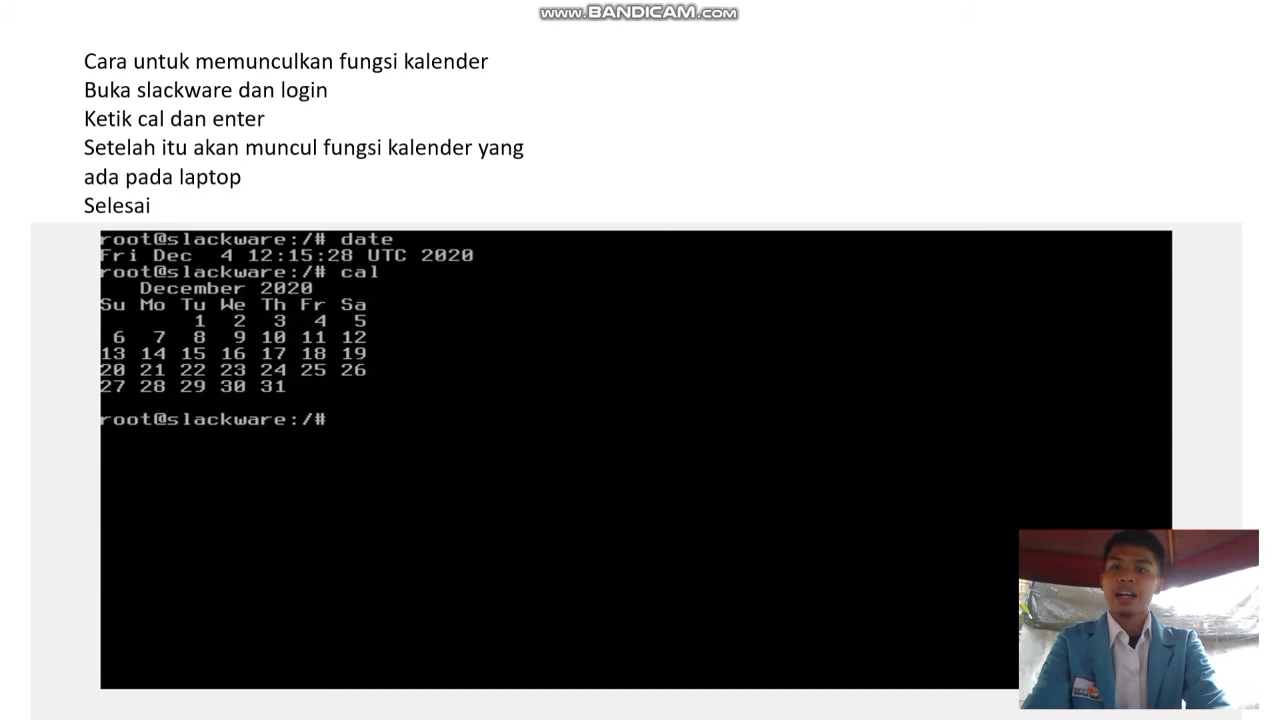 www.BANDICAM.com
Cara untuk memunculkan fungsi kalender
Buka slackware dan login
Ketik cal dan enter
Setelah itu akan muncul fungsi kalender yang
ada pada laptop
Selesai
root@slackware:/# date
Fri Dec  4 12:15:28 UTC 2020
root@slackware:/# cal
   December 2020
Su Mo Tu We Th Fr Sa
       1  2  3  4  5
 6  7  8  9 10 11 12
13 14 15 16 17 18 19
20 21 22 23 24 25 26
27 28 29 30 31
root@slackware:/#